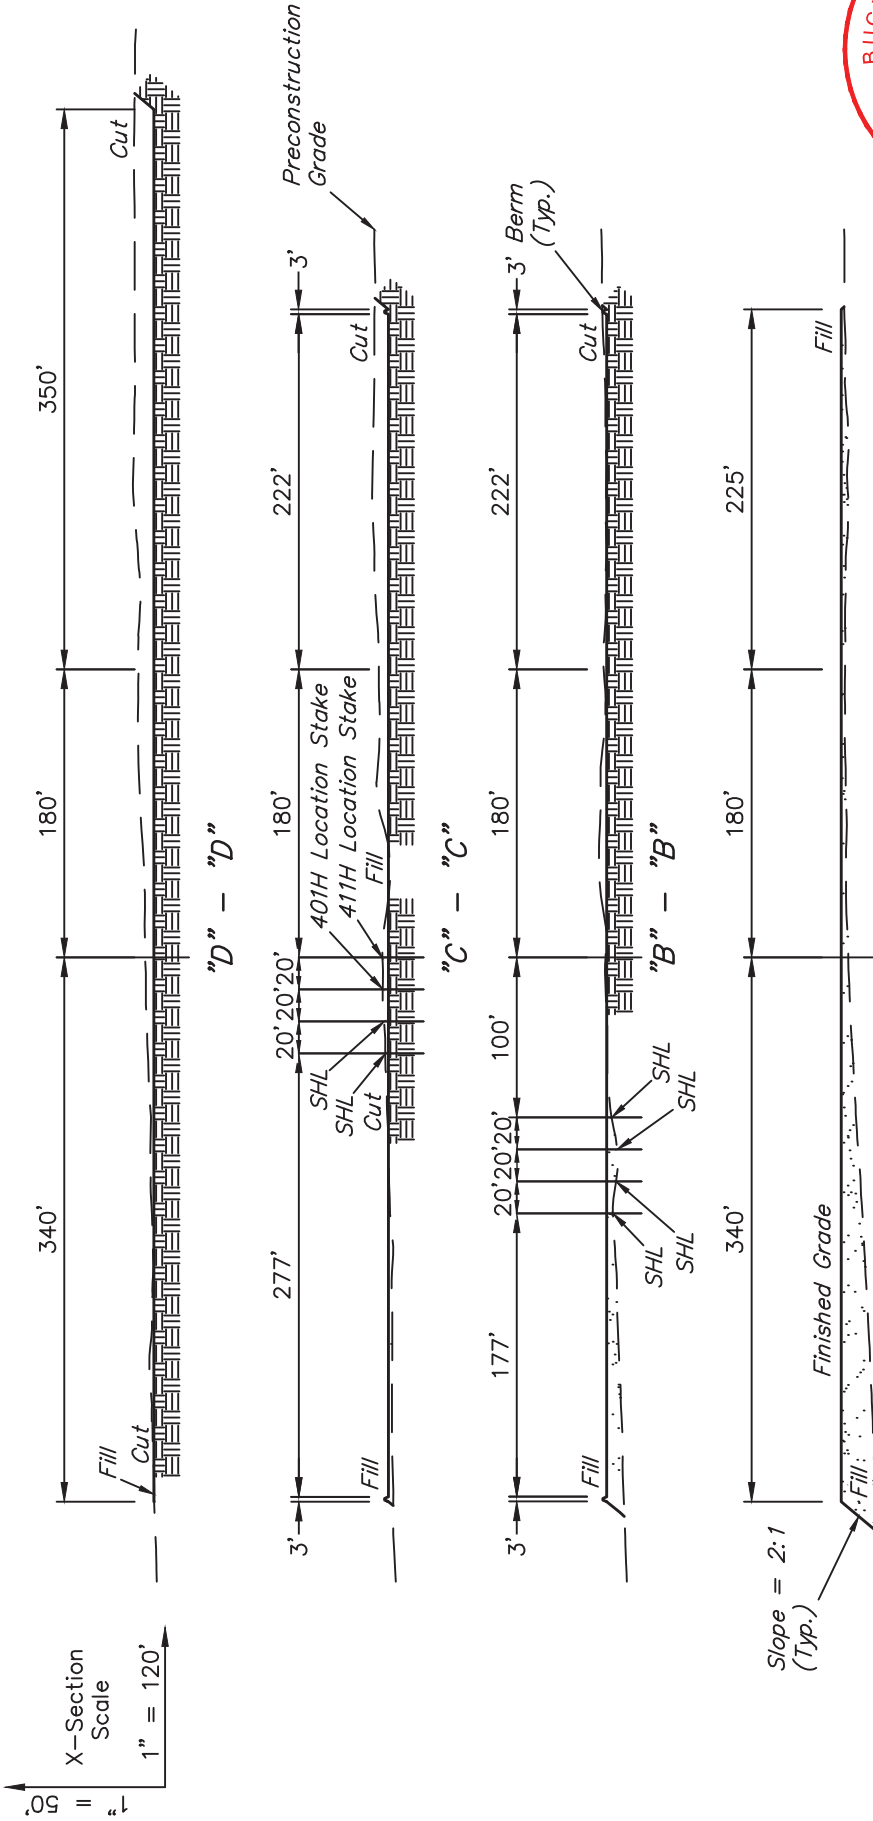 X-Section
Scale
1" = 120'
1" = 50'
340'
180'
350'
Fill
Cut
Cut
"D" - "D"
3'
277'
20'
20'
20'
180'
222'
3'
Preconstruction
Grade
Fill
SHL
SHL
Cut
401H Location Stake
411H Location Stake
Fill
Cut
"C" - "C"
3'
177'
20'
20'
20'
100'
180'
222'
3' Berm
(Typ.)
Fill
SHL
SHL
SHL
SHL
Cut
"B" - "B"
340'
180'
225'
Slope = 2:1
(Typ.)
Fill
Finished Grade
Fill